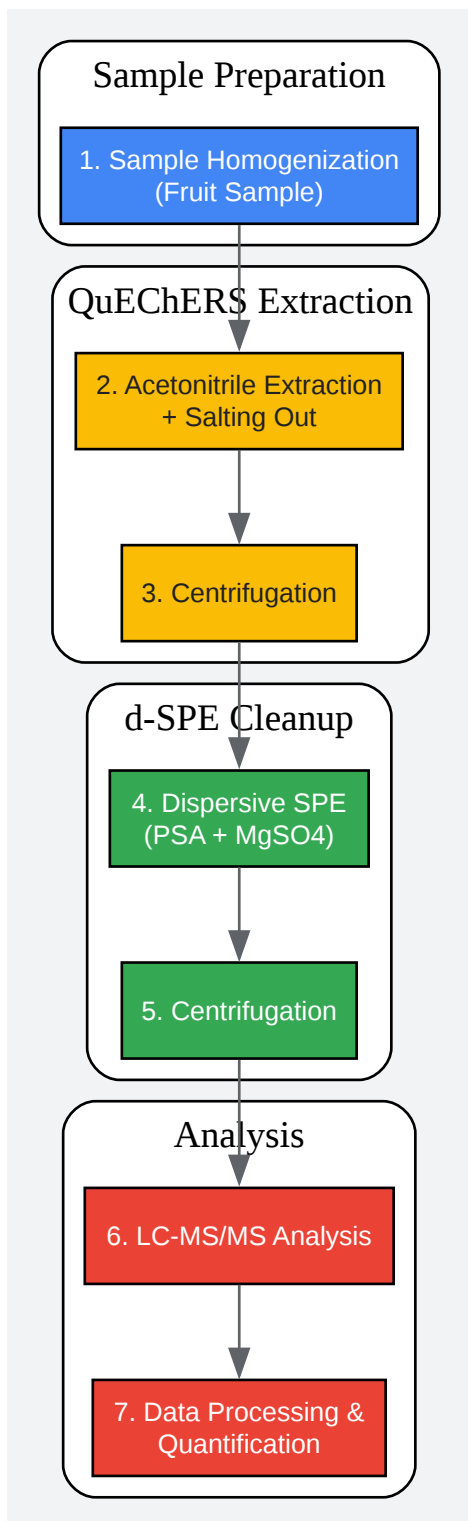 Sample Preparation
1. Sample Homogenization
(Fruit Sample)
QuEChERS Extraction
2. Acetonitrile Extraction
+ Salting Out
3. Centrifugation
d-SPE Cleanup
4. Dispersive SPE
(PSA + MgSO4)
5. Centrifugation
Analysis
6. LC-MS/MS Analysis
7. Data Processing &
Quantification